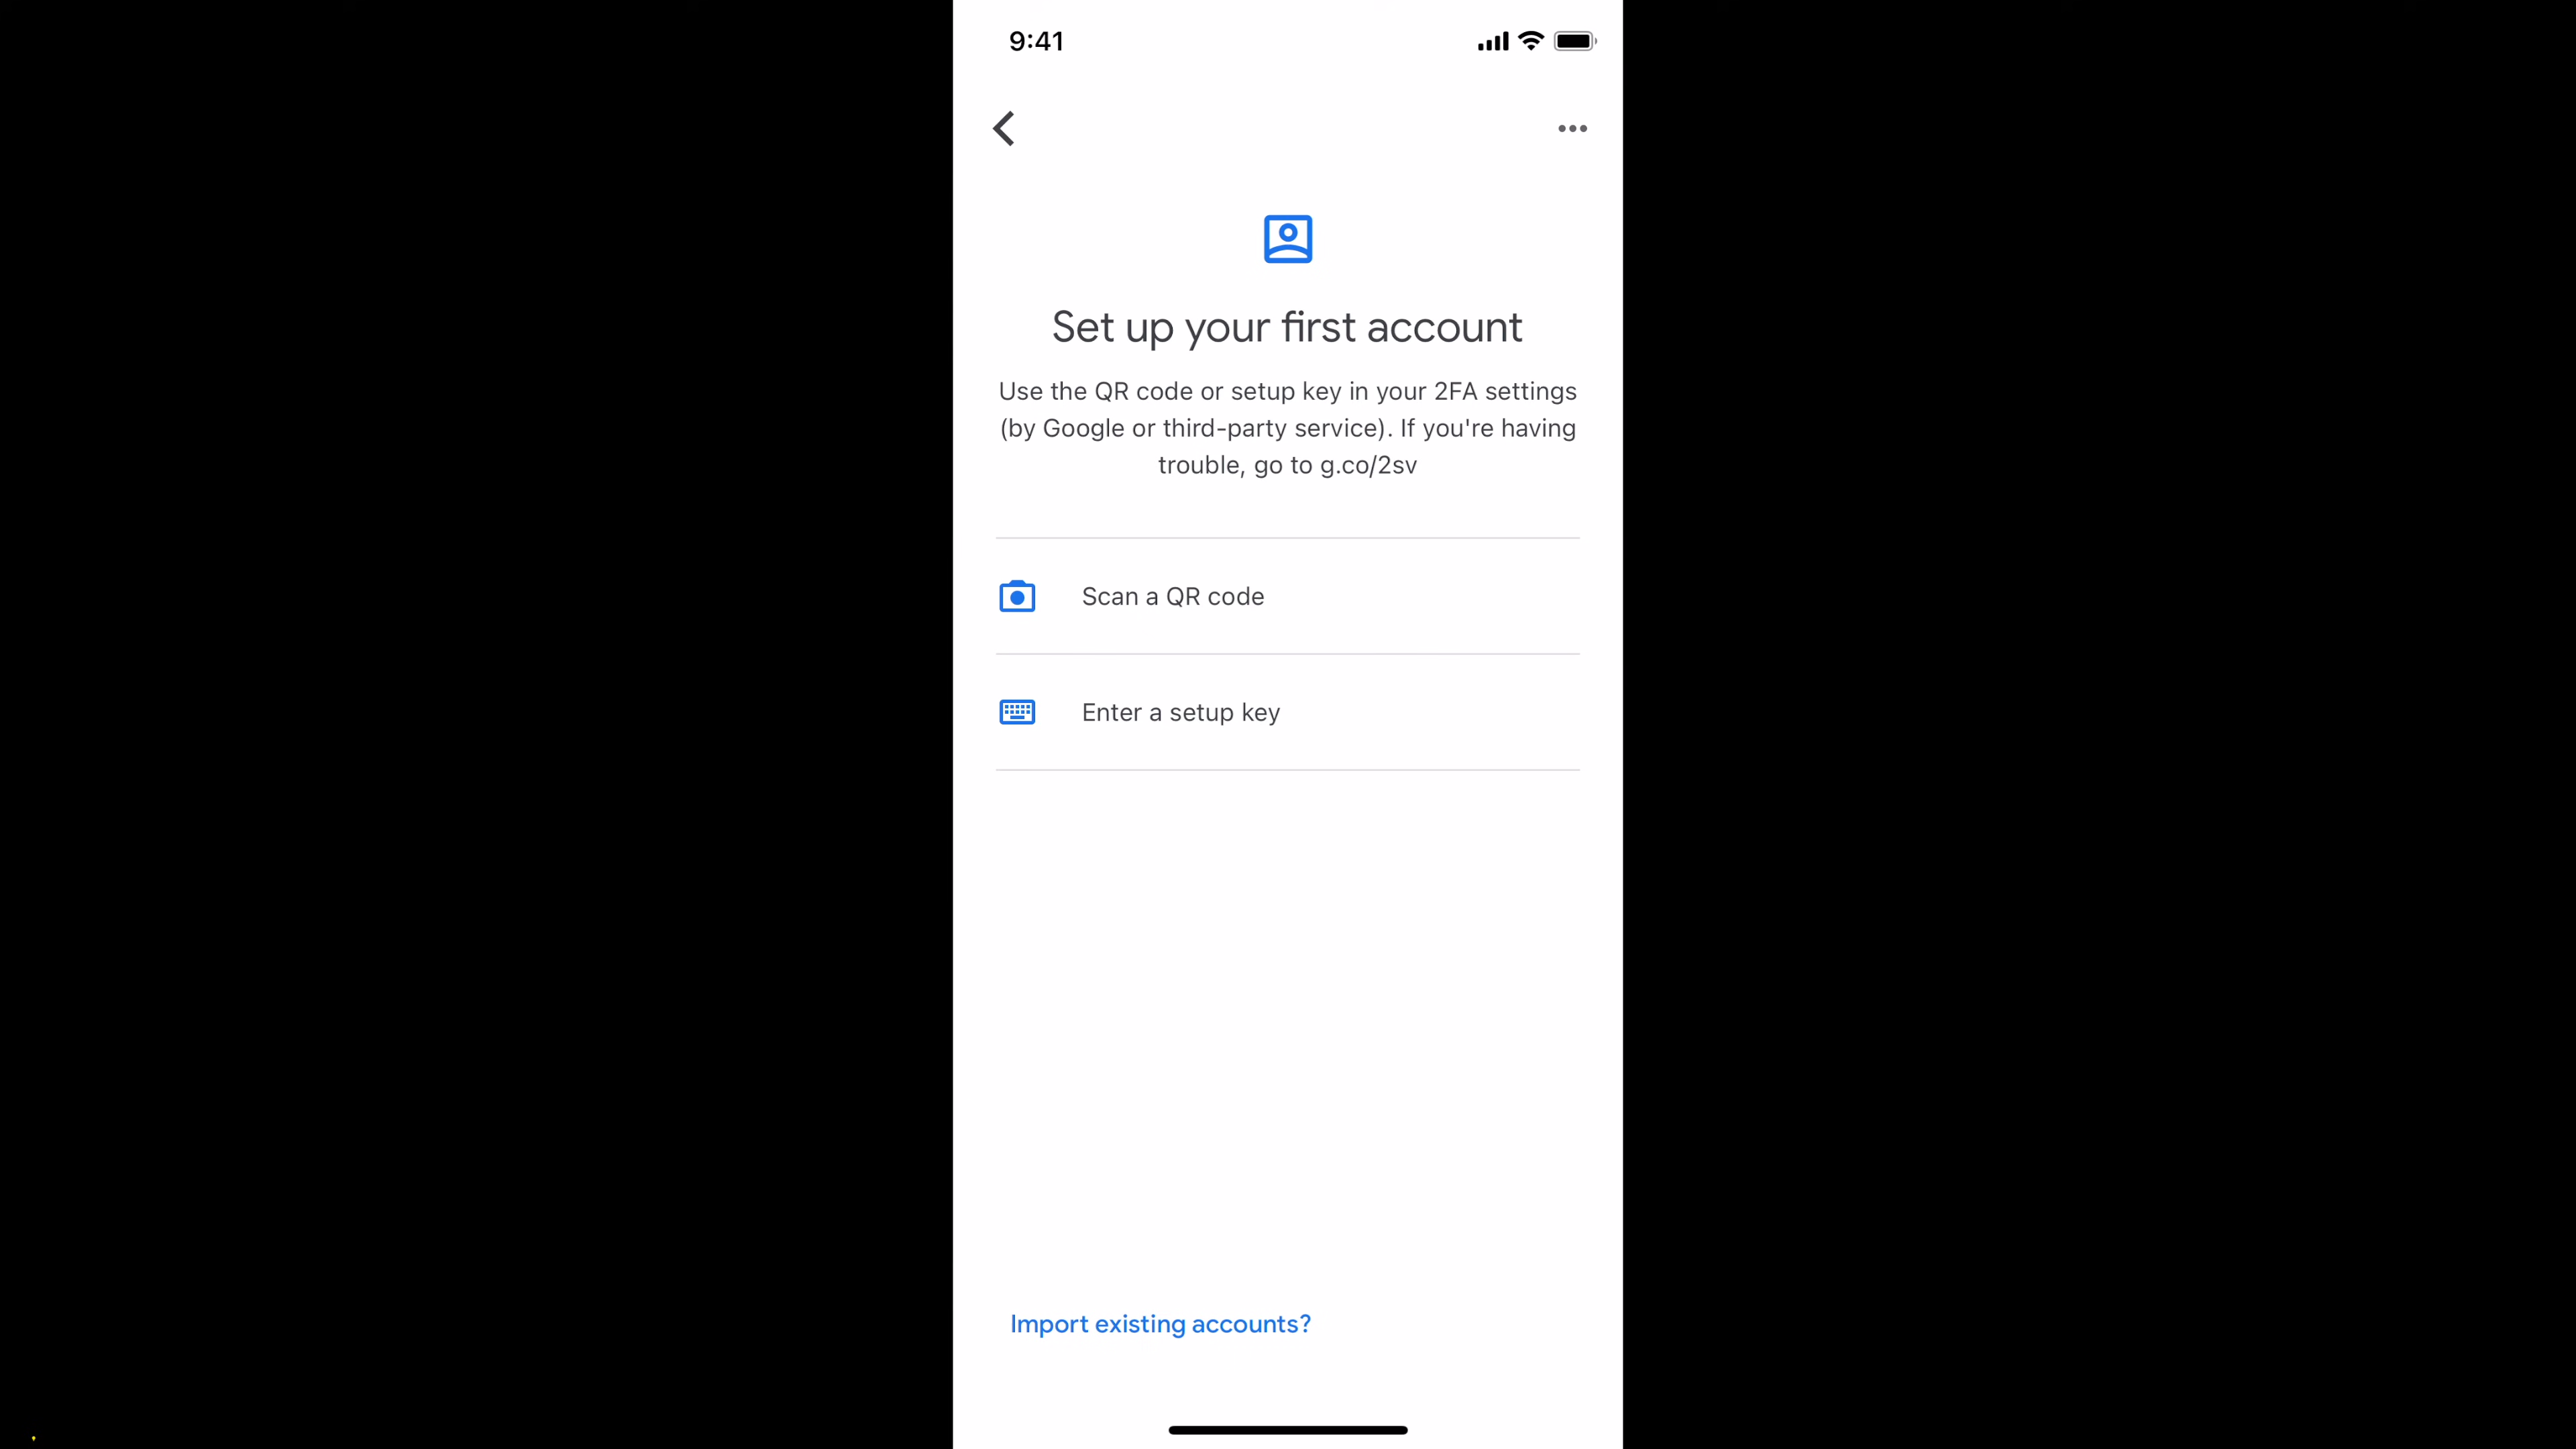 9:41
Set up your first account
Use the QR code or setup key in your 2FA settings
(by Google or third-party service). If you're having
trouble, go to g.co/2sv
Scan a QR code
Enter a setup key
Import existing accounts?